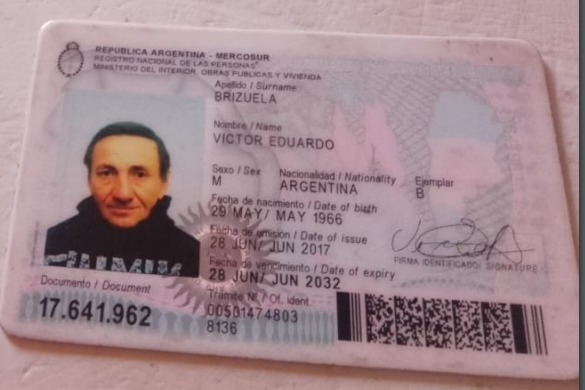 REPUBLICA ARGENTINA - MERCOSUR
REGISTRO NACIONAL DE LAS PERSONAS
MINISTERIO DEL INTERIOR, OBRAS PUBLICAS Y VIVIENDA
Apellido / Surname
BRIZUELA
Nombre / Name
VICTOR EDUARDO
Sexo / Sex Nacionalidad / Nationality Ejemplar
M ARGENTINA B
Fecha de nacimiento / Date of birth
29 MAY/ MAY 1966
Fecha de emisión / Date of issue
28 JUN/ JUN 2017
FIRMA IDENTIFICADO/ SIGNATURE
Fecha de vencimiento / Date of expiry
28 JUN/ JUN 2032
Documento / Document
17.641.962
Trámite Nº / Of. ident.
00501474803
8136